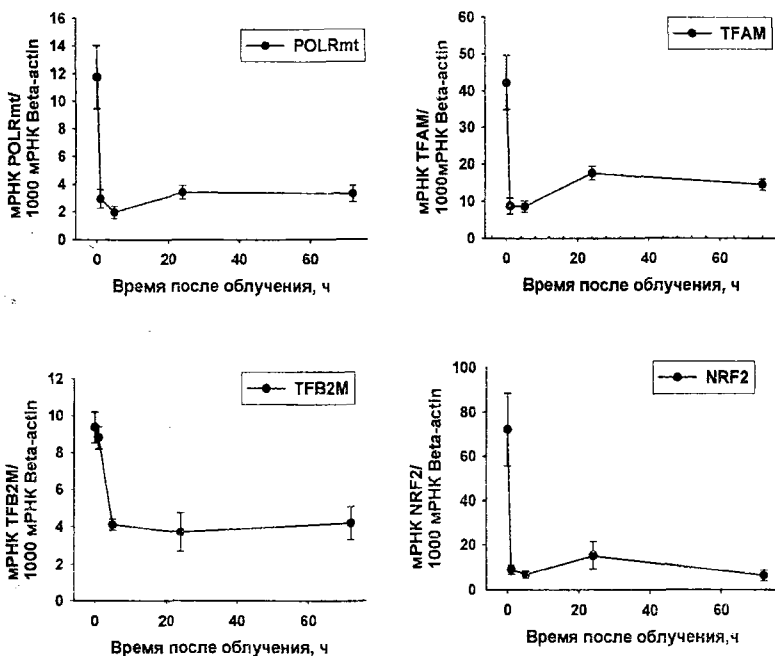 мРНК POLRmt/
1000 мРНК Beta-actin
16
14
12
10
8
6
4
2
0
POLRmt
0 20 40 60
Время после облучения, ч
мРНК TFAM/
1000мРНК Beta-actin
60
50
40
30
20
10
0
TFAM
0 20 40 60
Время после облучения, ч
мРНК TFB2M/
1000 мРНК Beta-actin
12
10
8
6
4
2
0
TFB2M
0 20 40 60
Время после облучения, ч
мРНК NRF2/
1000 мРНК Beta-actin
100
80
60
40
20
0
NRF2
0 20 40 60
Время после облучения,ч